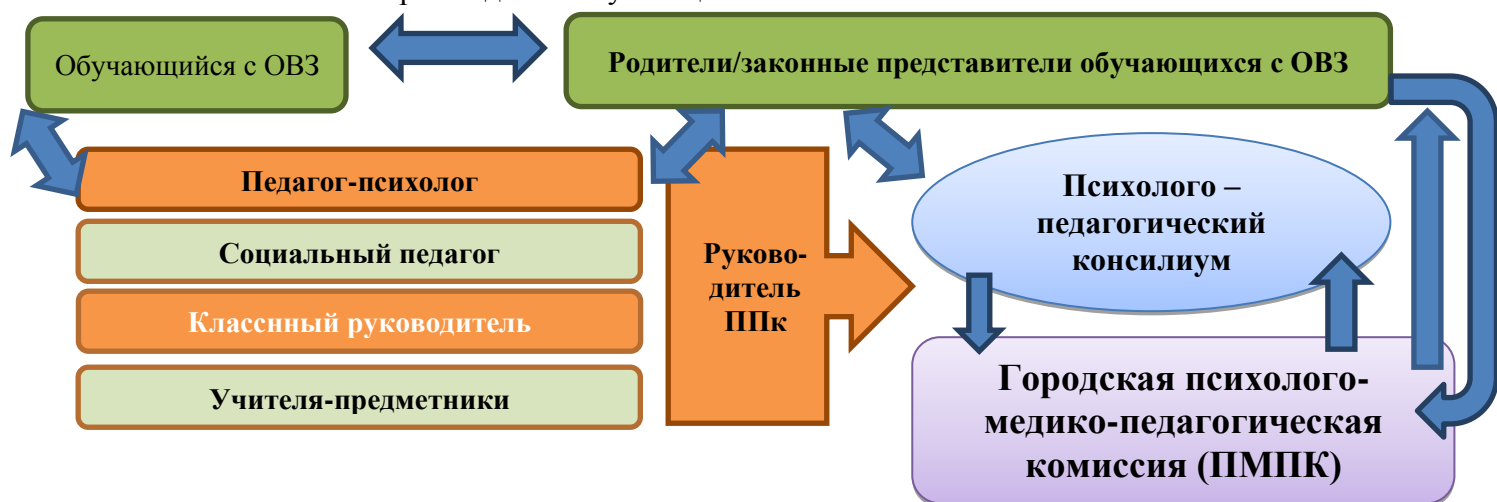 Обучающийся с ОВЗ
Родители/законные представители обучающихся с ОВЗ
Педагог-психолог
Социальный педагог
Класснный руководитель
Учителя-предметники
Руково-
дитель
ППк
Психолого –
педагогический
консилиум
Городская психолого-
медико-педагогическая
комиссия (ПМПК)